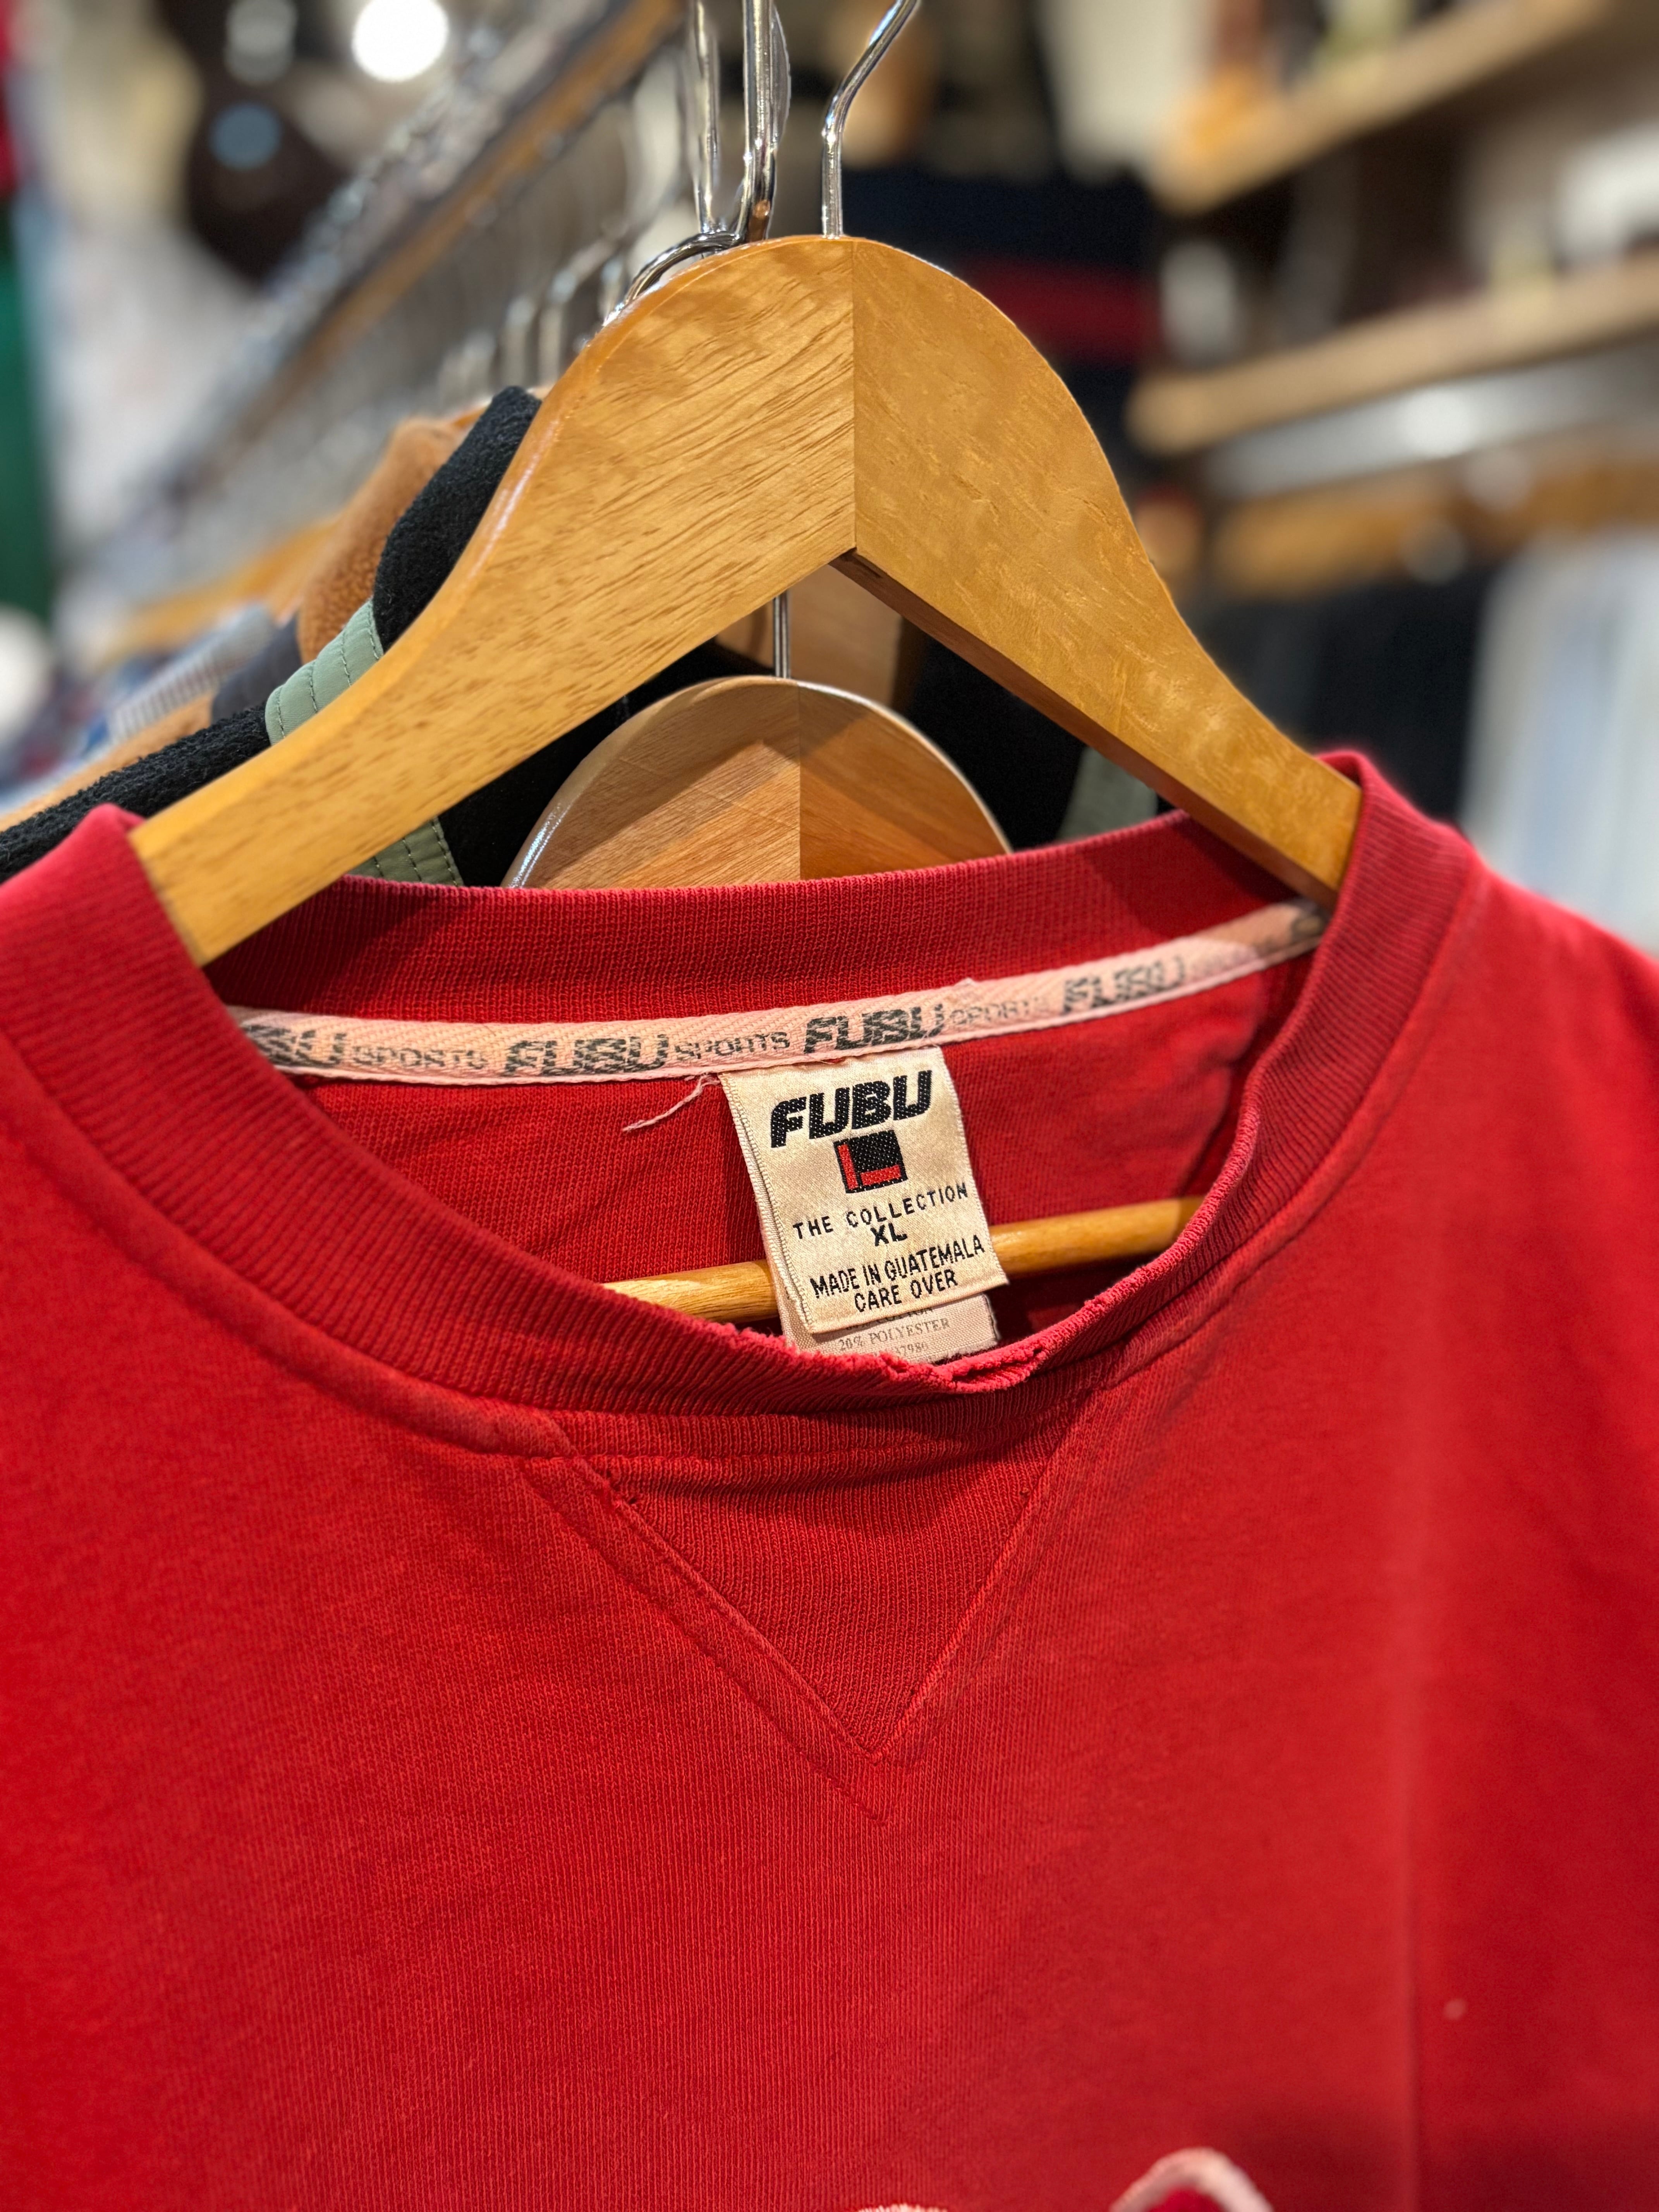 FUBU SPORTS FUBU SPORTS FUBU SPORTS FUBU
FUBU
THE COLLECTION
XL
MADE IN GUATEMALA
CARE OVER
20% POLYESTER